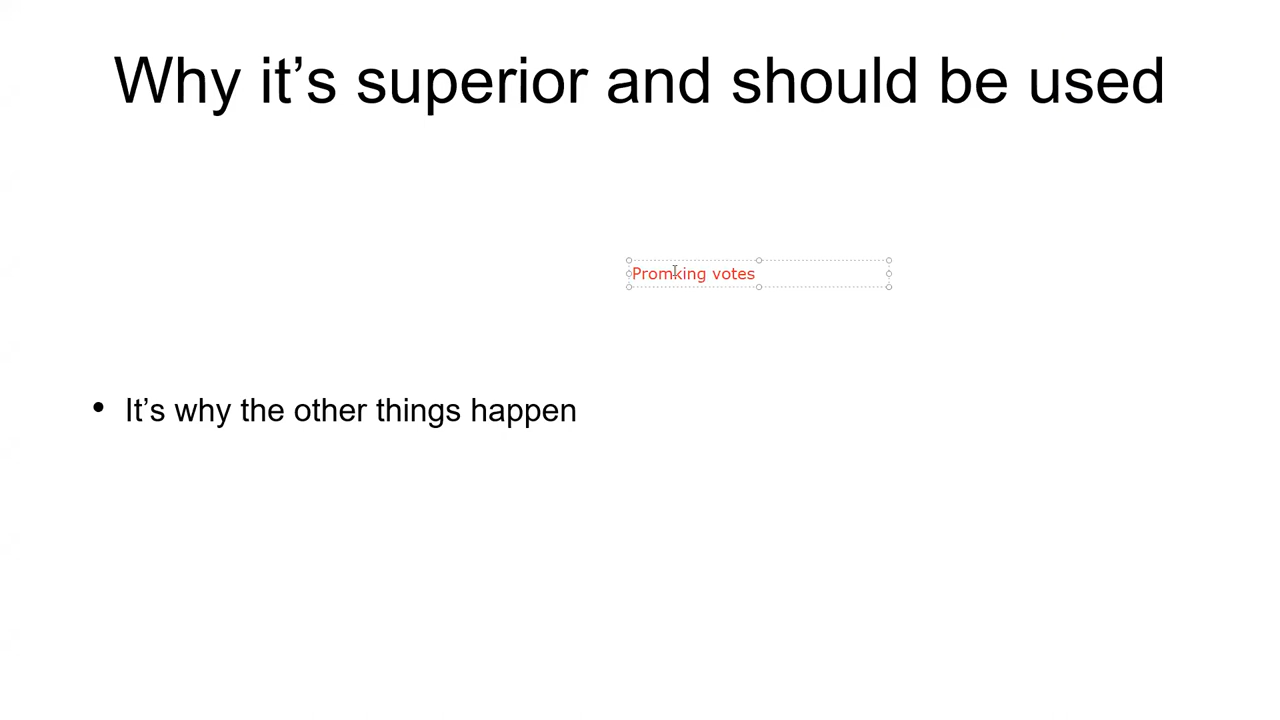 Why it’s superior and should be used
Promking votes
• It’s why the other things happen